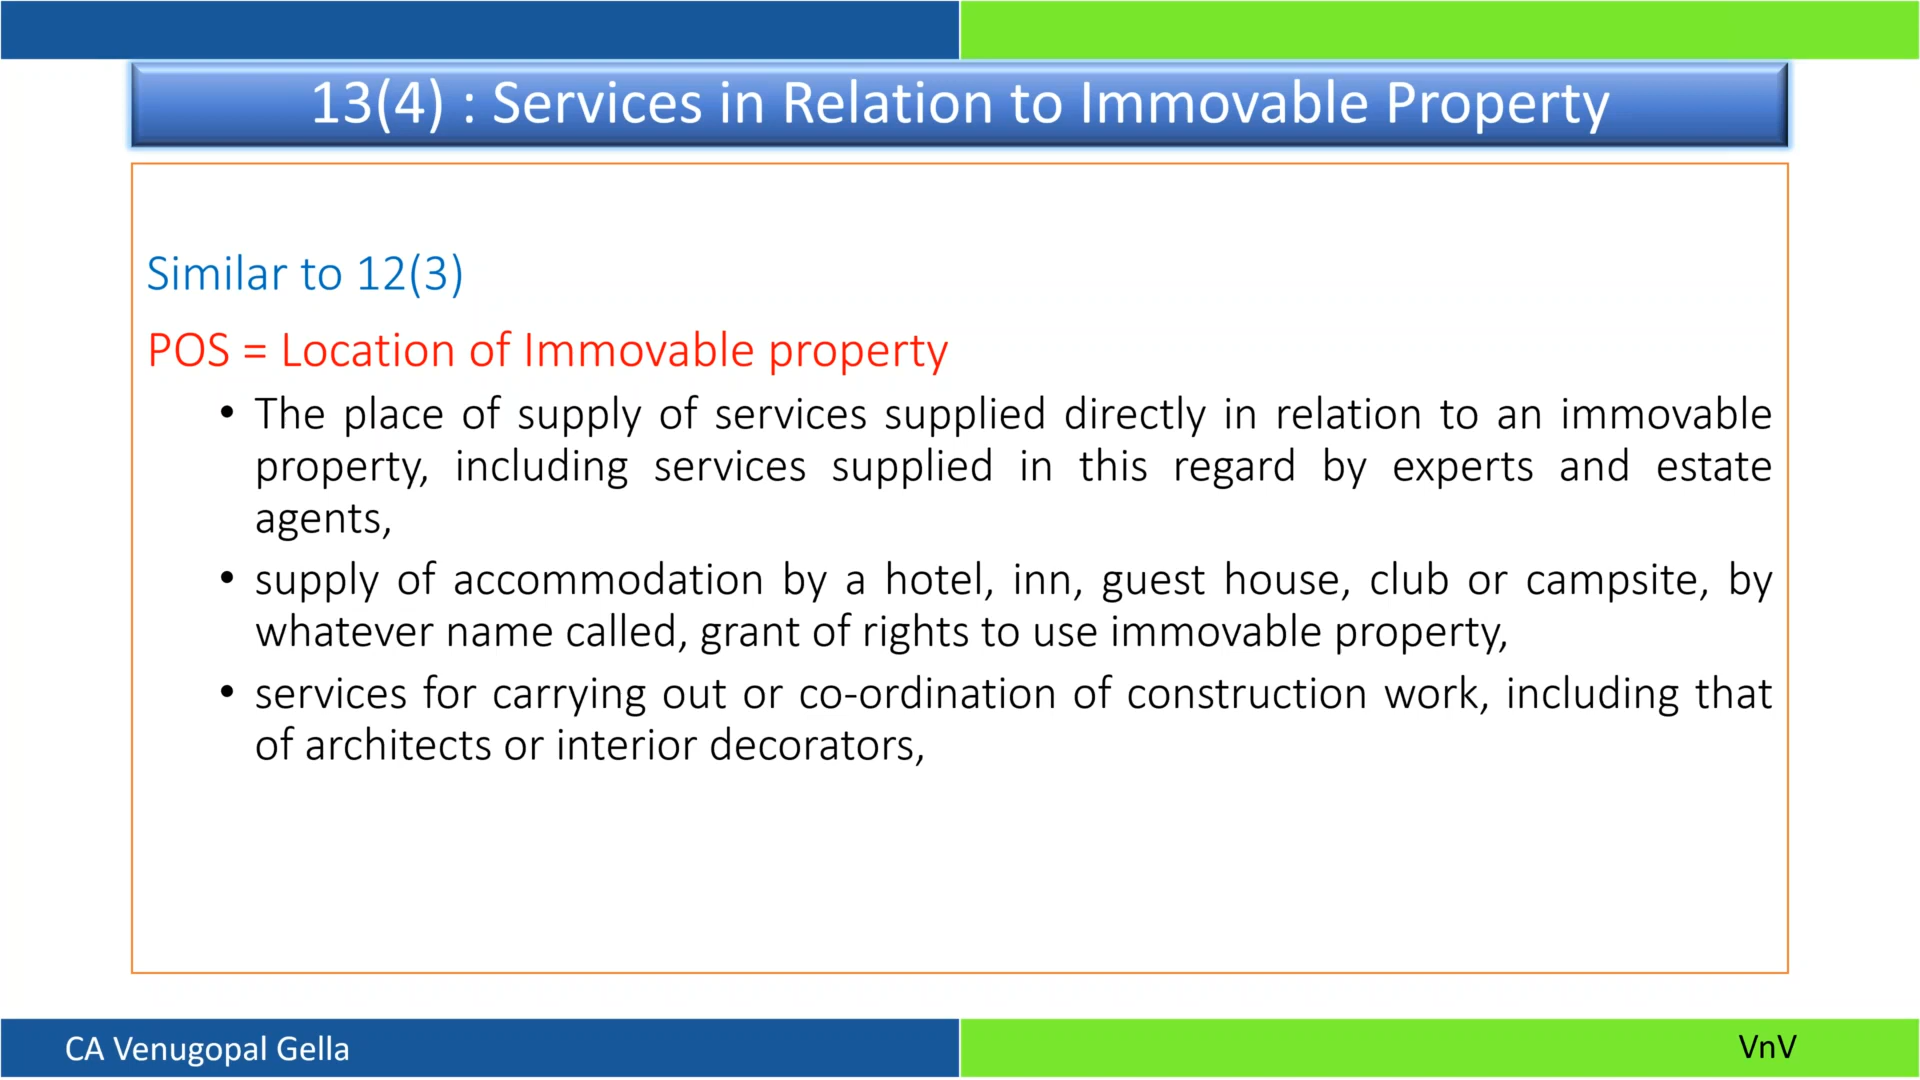 13(4) : Services in Relation to Immovable Property
Similar to 12(3)
POS = Location of Immovable property
• The place of supply of services supplied directly in relation to an immovable
property, including services supplied in this regard by experts and estate
agents,
• supply of accommodation by a hotel, inn, guest house, club or campsite, by
whatever name called, grant of rights to use immovable property,
• services for carrying out or co-ordination of construction work, including that
of architects or interior decorators,
CA Venugopal Gella
VnV